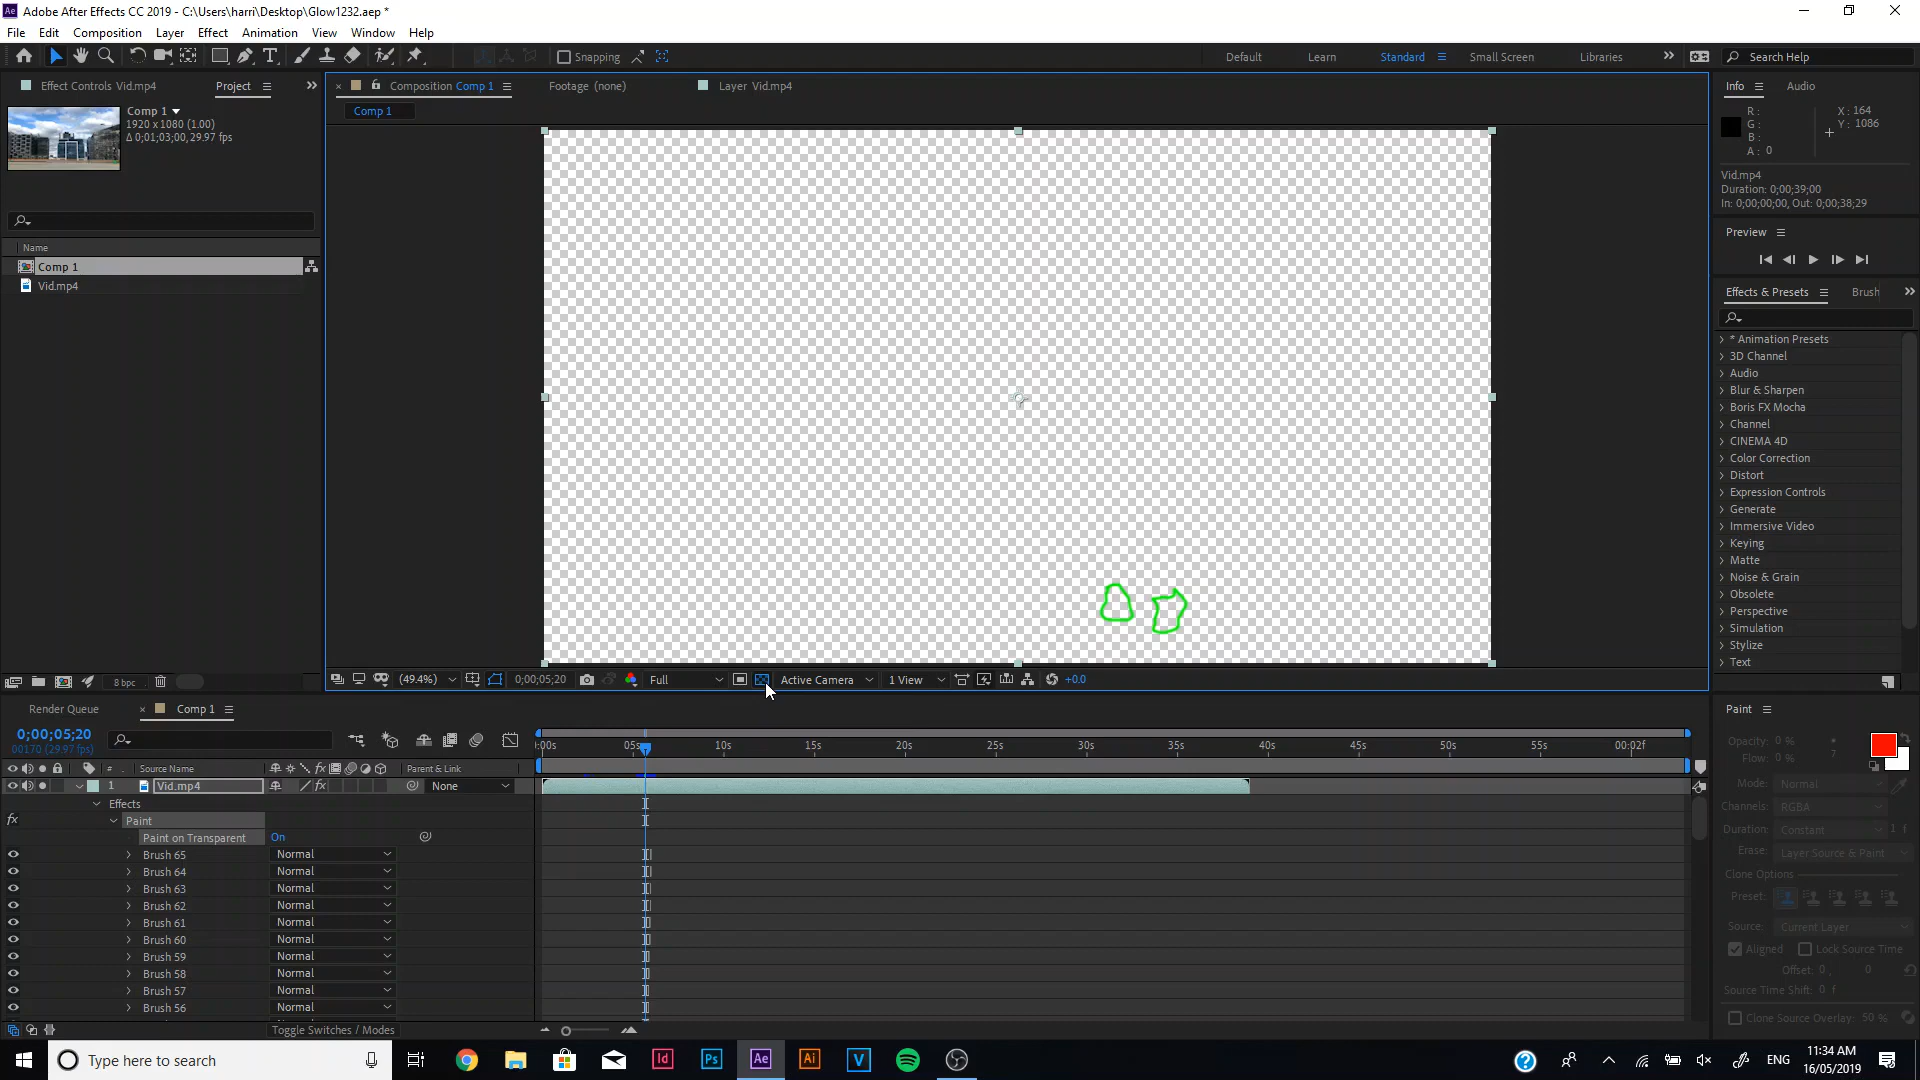 Adobe After Effects CC 2019 - C:\Users\harri\Desktop\Glow1232.aep *
File Edit Composition Layer Effect Animation View Window Help
Snapping Default Learn Standard Small Screen Libraries Search Help
Effect Controls Vid.mp4 Project
Comp 1
1920 x 1080 (1.00)
Δ 0;01;03;00, 29.97 fps
Name
Comp 1
Vid.mp4
8 bpc
Composition Comp 1 Footage (none) Layer Vid.mp4
Comp 1
(49.4%) 0;00;05;20 Full Active Camera 1 View +0.0
Info Audio
R :
G :
B :
A : 0
X : 164
Y : 1086
Vid.mp4
Duration: 0;00;39;00
In: 0;00;00;00, Out: 0;00;38;29
Preview
Effects & Presets Brush
* Animation Presets
3D Channel
Audio
Blur & Sharpen
Boris FX Mocha
Channel
CINEMA 4D
Color Correction
Distort
Expression Controls
Generate
Immersive Video
Keying
Matte
Noise & Grain
Obsolete
Perspective
Simulation
Stylize
Text
Render Queue Comp 1
0;00;05;20
00170 (29.97 fps)
:00s 05s 10s 15s 20s 25s 30s 35s 40s 45s 50s 55s 00:02f
# Source Name Parent & Link
1 Vid.mp4 None
Effects
Paint
Paint on Transparent On
Brush 65 Normal
Brush 64 Normal
Brush 63 Normal
Brush 62 Normal
Brush 61 Normal
Brush 60 Normal
Brush 59 Normal
Brush 58 Normal
Brush 57 Normal
Brush 56 Normal
Toggle Switches / Modes
Paint
Opacity: 0 %
Flow: 0 %
7
Mode: Normal
Channels: RGBA
Duration: Constant 1 f
Erase: Layer Source & Paint
Clone Options
Preset:
Source: Current Layer
Aligned Lock Source Time
Offset: 0 , 0
Source Time Shift: 0 f
Clone Source Overlay: 50 %
Type here to search
Id Ps Ae Ai V
ENG
11:34 AM
16/05/2019